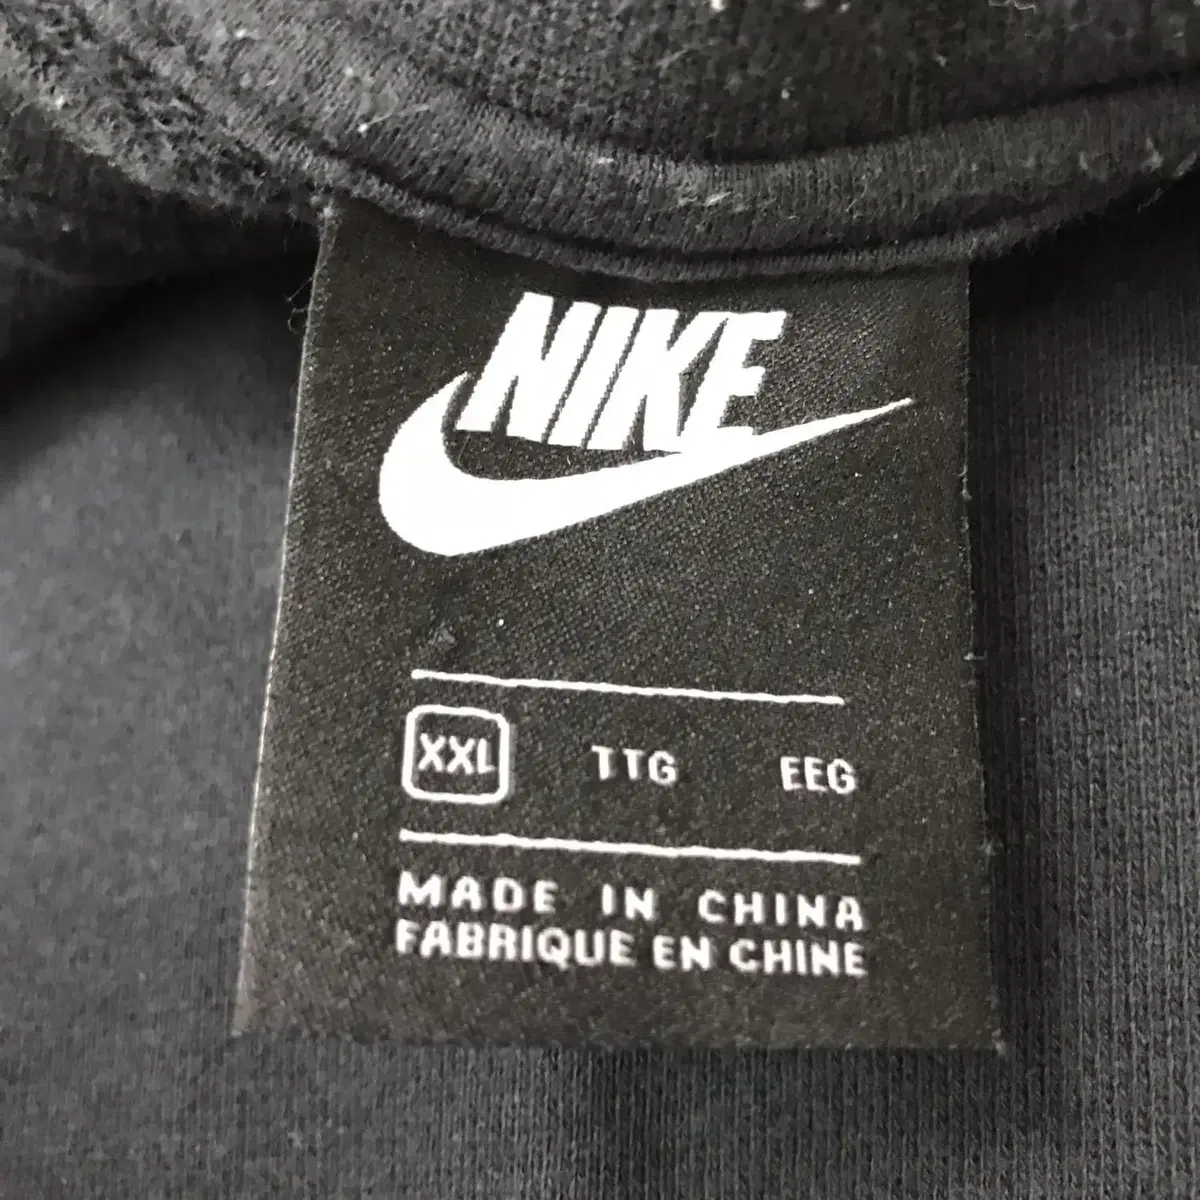 NIKE
XXL TTG EEG
MADE IN CHINA
FABRIQUE EN CHINE